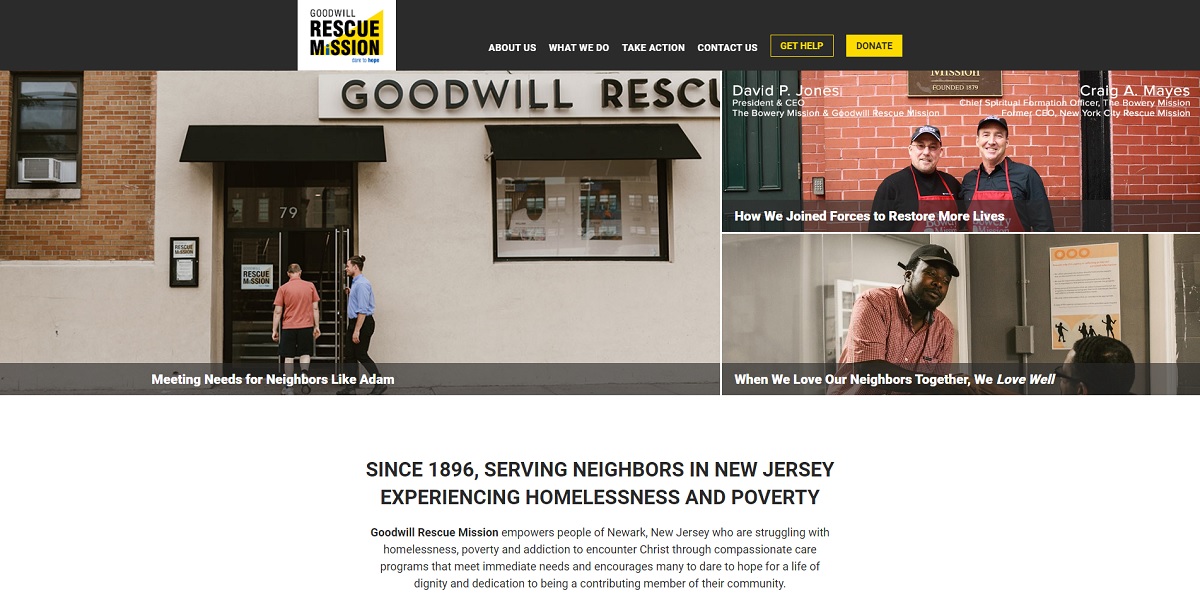 GOODWILL
RESCUE
MiSSION
dare to hope
ABOUT US
WHAT WE DO
TAKE ACTION
CONTACT US
GET HELP
DONATE
GOODWILL RESCU
79
RESCUE
MiSSION
RESCUE
MiSSION
Meeting Needs for Neighbors Like Adam
Mission
FOUNDED 1879
David P. Jones
President & CEO
The Bowery Mission & Goodwill Rescue Mission
Craig A. Mayes
Chief Spiritual Formation Officer, The Bowery Mission
Former CEO, New York City Rescue Mission
How We Joined Forces to Restore More Lives
When We Love Our Neighbors Together, We Love Well
SINCE 1896, SERVING NEIGHBORS IN NEW JERSEY
EXPERIENCING HOMELESSNESS AND POVERTY
Goodwill Rescue Mission empowers people of Newark, New Jersey who are struggling with
homelessness, poverty and addiction to encounter Christ through compassionate care
programs that meet immediate needs and encourages many to dare to hope for a life of
dignity and dedication to being a contributing member of their community.